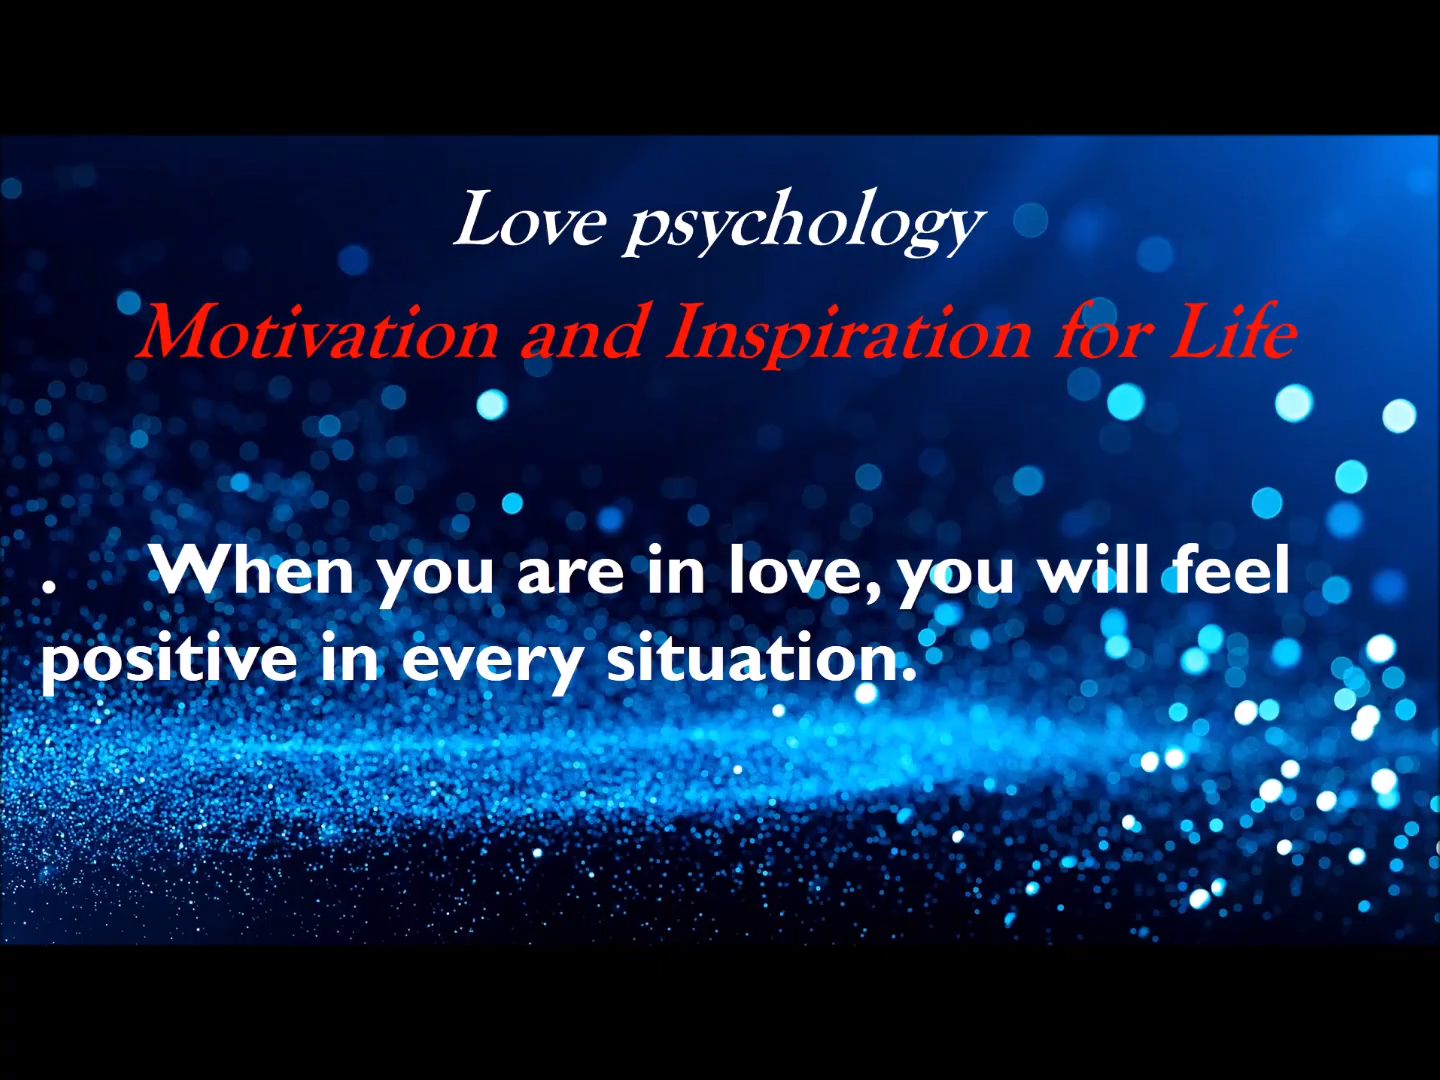 Love psychology
Motivation and Inspiration for Life
. When you are in love, you will feel
positive in every situation.